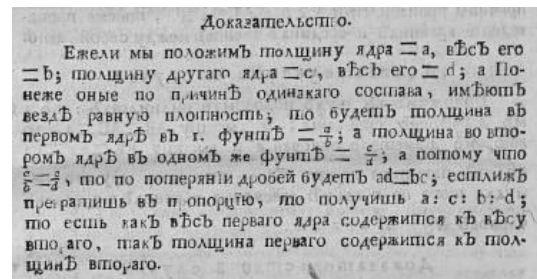 Доказательство.
Ежели мы положимъ толщину ядра = a, вѣсъ его
= b; толщину другаго ядра = c, вѣсъ его = d; а По-
неже оные по причинѣ одинакаго состава, имѣютъ
вездѣ равную плотность; то будетъ толщина въ
первомъ ядрѣ въ 1. фунтѣ = a/b; а толщина во вто-
ромъ ядрѣ въ одномъ же фунтѣ = c/d, а потому что
= , то по потеряніи дробей будетъ ad=bc; естлижъ
превратишь въ пропорцію, то получишь a: c: b: d;
то есть какъ вѣсъ перваго ядра содержится къ вѣсу
втораго, такъ толщина перваго содержится къ тол-
щинѣ втораго.